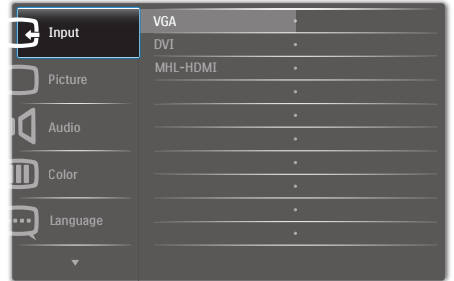 Input
VGA
DVI
MHL-HDMI
Picture
Audio
Color
Language